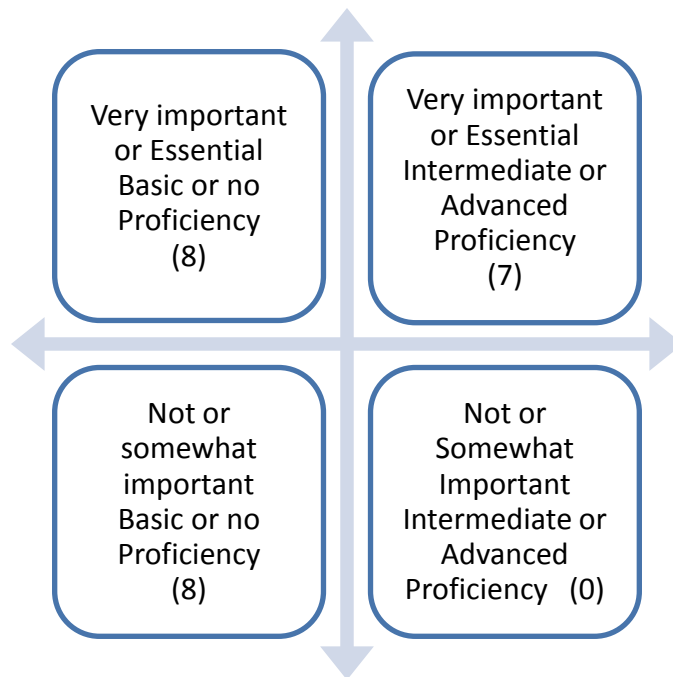 Very important
or Essential
Basic or no
Proficiency
(8)
Very important
or Essential
Intermediate or
Advanced
Proficiency
(7)
Not or
somewhat
important
Basic or no
Proficiency
(8)
Not or
Somewhat
Important
Intermediate or
Advanced
Proficiency (0)